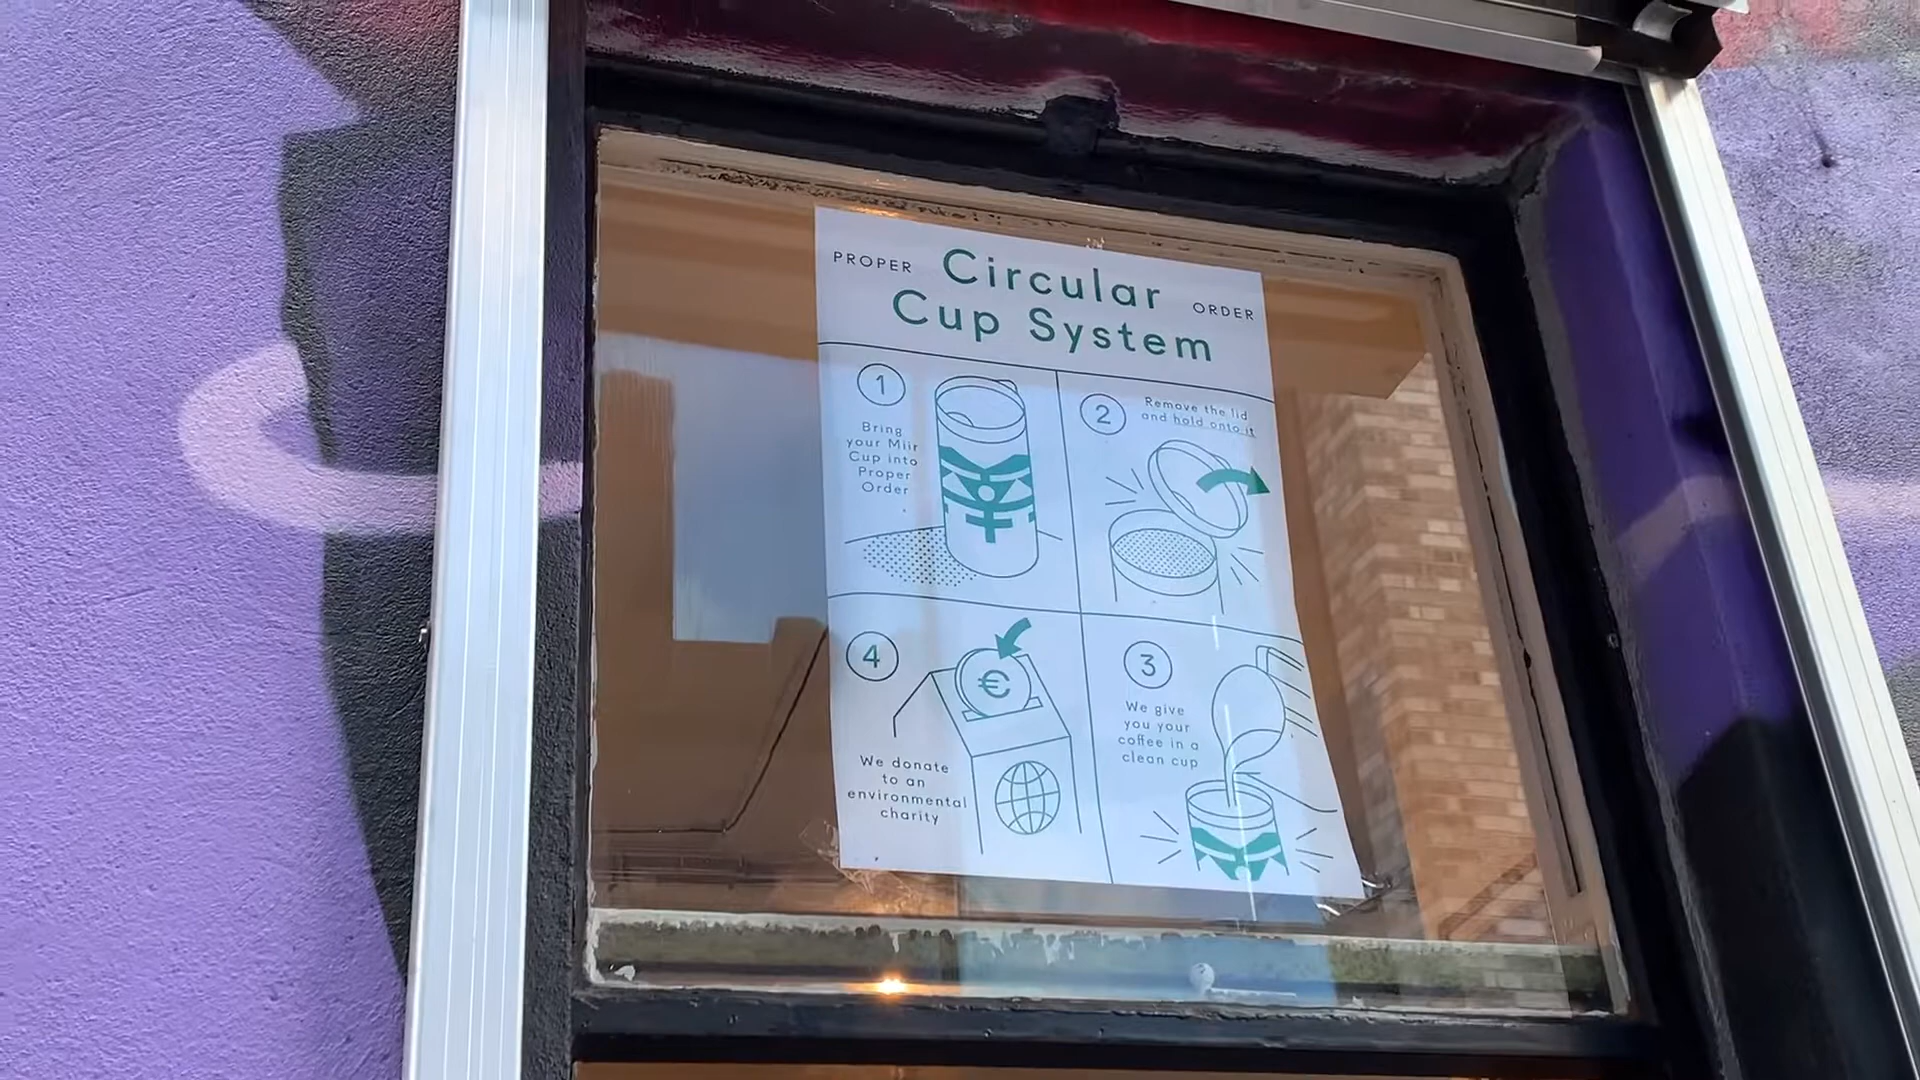 PROPER
Circular
ORDER
Cup System
1
Bring
your Miir
Cup into
Proper
Order
2
Remove the lid
and hold onto it
3
We give
you your
coffee in a
clean cup
4
€
We donate
to an
environmental
charity